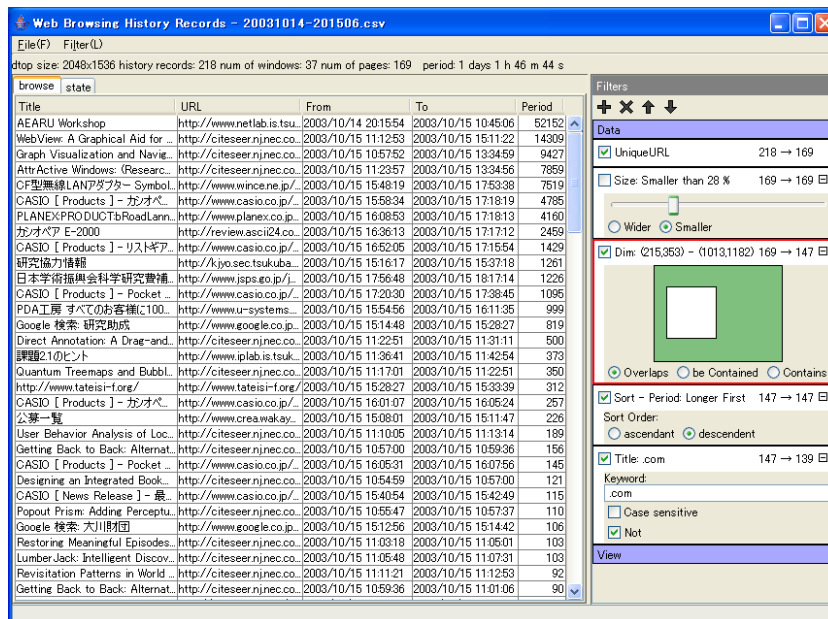 Web Browsing History Records - 20031014-201506.csv
File(F) Filter(L)
dtop size: 2048x1536 history records: 218 num of windows: 37 num of pages: 169 period: 1 days 1 h 46 m 44 s
browse state
Title URL From To Period
AEARU Workshop http://www.netlab.is.tsu... 2003/10/14 20:15:54 2003/10/15 10:45:06 52152
WebView: A Graphical Aid for ... http://citeseer.nj.nec.co... 2003/10/15 11:12:53 2003/10/15 15:11:22 14309
Graph Visualization and Navig... http://citeseer.nj.nec.co... 2003/10/15 10:57:52 2003/10/15 13:34:59 9427
AttrActive Windows: (Researc... http://citeseer.nj.nec.co... 2003/10/15 11:23:57 2003/10/15 13:34:56 7859
CF型無線LANアダプター Symbol... http://www.wince.ne.jp/... 2003/10/15 15:48:19 2003/10/15 17:53:38 7519
CASIO [ Products ] - カシオペ... http://www.casio.co.jp/... 2003/10/15 15:58:34 2003/10/15 17:18:19 4785
PLANEX:PRODUCT:bRoadLann... http://www.planex.co.jp... 2003/10/15 16:08:53 2003/10/15 17:18:13 4160
カシオペア E-2000 http://review.ascii24.co... 2003/10/15 16:36:13 2003/10/15 17:17:12 2459
CASIO [ Products ] - リストギア... http://www.casio.co.jp/... 2003/10/15 16:52:05 2003/10/15 17:15:54 1429
研究協力情報 http://kjyo.sec.tsukuba... 2003/10/15 15:16:17 2003/10/15 15:37:18 1261
日本学術振興会科学研究費補... http://www.jsps.go.jp/j... 2003/10/15 17:56:48 2003/10/15 18:17:14 1226
CASIO [ Products ] - Pocket ... http://www.casio.co.jp/... 2003/10/15 17:20:30 2003/10/15 17:38:45 1095
PDA工房 すべてのお客様に100... http://www.u-systems... 2003/10/15 15:54:56 2003/10/15 16:11:35 999
Google 検索: 研究助成 http://www.google.co.jp... 2003/10/15 15:14:48 2003/10/15 15:28:27 819
Direct Annotation: A Drag-and... http://citeseer.nj.nec.co... 2003/10/15 11:22:51 2003/10/15 11:31:11 500
課題2.1のヒント http://www.iplab.is.tsuk... 2003/10/15 11:36:41 2003/10/15 11:42:54 373
Quantum Treemaps and Bubbl... http://citeseer.nj.nec.co... 2003/10/15 11:17:01 2003/10/15 11:22:51 350
http://www.tateisi-f.org/ http://www.tateisi-f.org/ 2003/10/15 15:28:27 2003/10/15 15:33:39 312
CASIO [ Products ] - カシオペ... http://www.casio.co.jp/... 2003/10/15 16:01:07 2003/10/15 16:05:24 257
公募一覧 http://www.crea.wakay... 2003/10/15 15:08:01 2003/10/15 15:11:47 226
User Behavior Analysis of Loc... http://citeseer.nj.nec.co... 2003/10/15 11:10:05 2003/10/15 11:13:14 189
Getting Back to Back: Alternat... http://citeseer.nj.nec.co... 2003/10/15 10:57:00 2003/10/15 10:59:36 156
CASIO [ Products ] - Pocket ... http://www.casio.co.jp/... 2003/10/15 16:05:31 2003/10/15 16:07:56 145
Designing an Integrated Book... http://citeseer.nj.nec.co... 2003/10/15 10:54:59 2003/10/15 10:57:00 121
CASIO [ News Release ] - 最... http://www.casio.co.jp/... 2003/10/15 15:40:54 2003/10/15 15:42:49 115
Popout Prism: Adding Perceptu... http://citeseer.nj.nec.co... 2003/10/15 10:55:47 2003/10/15 10:57:37 110
Google 検索: 大川財団 http://www.google.co.jp... 2003/10/15 15:12:56 2003/10/15 15:14:42 106
Restoring Meaningful Episodes... http://citeseer.nj.nec.co... 2003/10/15 11:03:18 2003/10/15 11:05:01 103
LumberJack: Intelligent Discov... http://citeseer.nj.nec.co... 2003/10/15 11:05:48 2003/10/15 11:07:31 103
Revisitation Patterns in World ... http://citeseer.nj.nec.co... 2003/10/15 11:11:21 2003/10/15 11:12:53 92
Getting Back to Back: Alternat... http://citeseer.nj.nec.co... 2003/10/15 10:59:36 2003/10/15 11:01:06 90
Filters
Data
UniqueURL 218 → 169
Size: Smaller than 28 % 169 → 169
Wider Smaller
Dim: (215,353) - (1013,1182) 169 → 147
Overlaps be Contained Contains
Sort - Period: Longer First 147 → 147
Sort Order:
ascendant descendent
Title: .com 147 → 139
Keyword:
.com
Case sensitive
Not
View